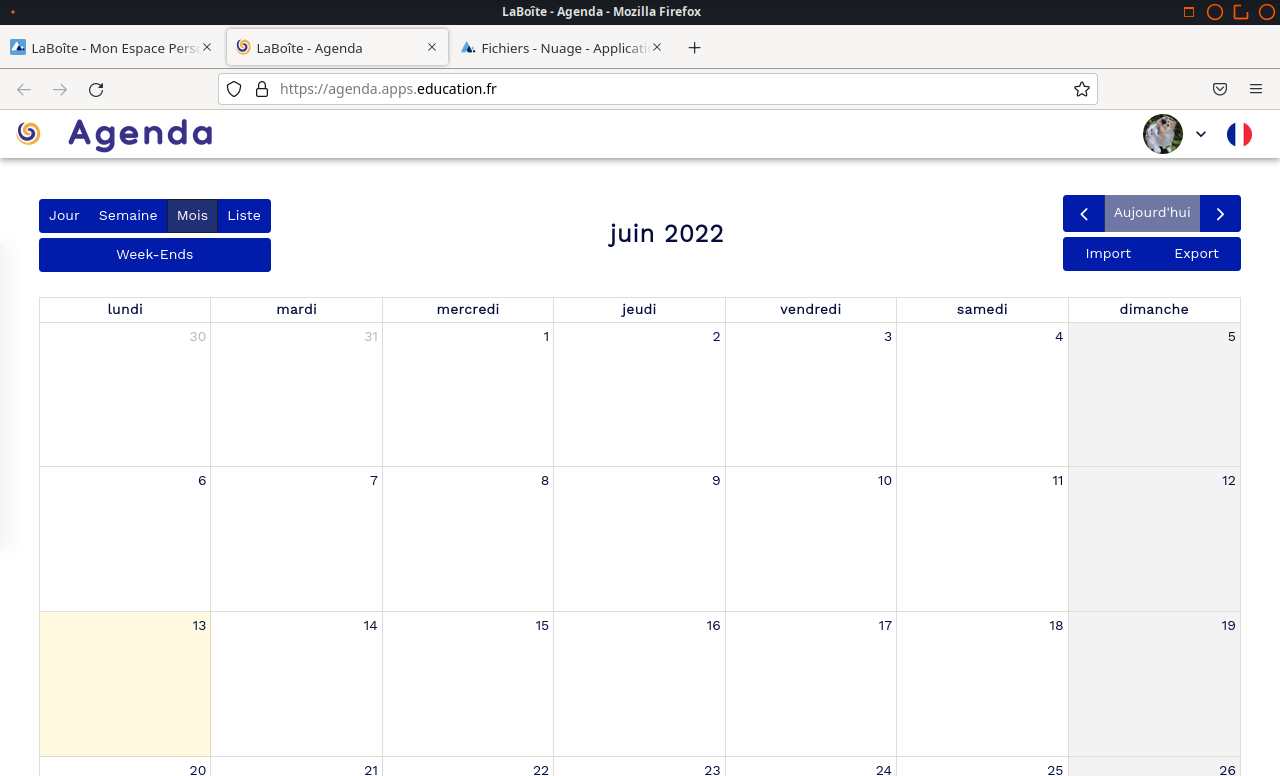 LaBoîte - Agenda - Mozilla Firefox
LaBoîte - Mon Espace Pers
LaBoîte - Agenda
Fichiers - Nuage - Applicati
https://agenda.apps.education.fr
Agenda
Jour Semaine Mois Liste
Week-Ends
juin 2022
Aujourd'hui
Import Export
lundi mardi mercredi jeudi vendredi samedi dimanche
30 31 1 2 3 4 5
6 7 8 9 10 11 12
13 14 15 16 17 18 19
20 21 22 23 24 25 26